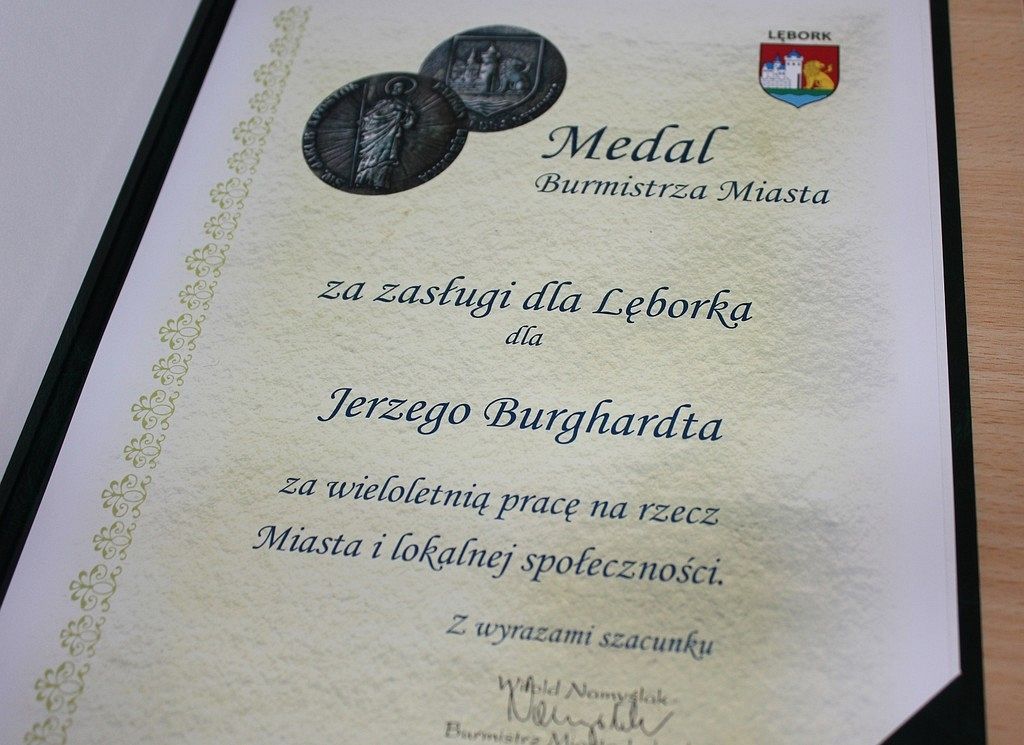 LĘBORK
Medal
Burmistrza Miasta
za zasługi dla Lęborka
dla
Jerzego Burghardta
za wieloletnią pracę na rzecz
Miasta i lokalnej społeczności.
Z wyrazami szacunku
Witold Namyślak
Burmistrz